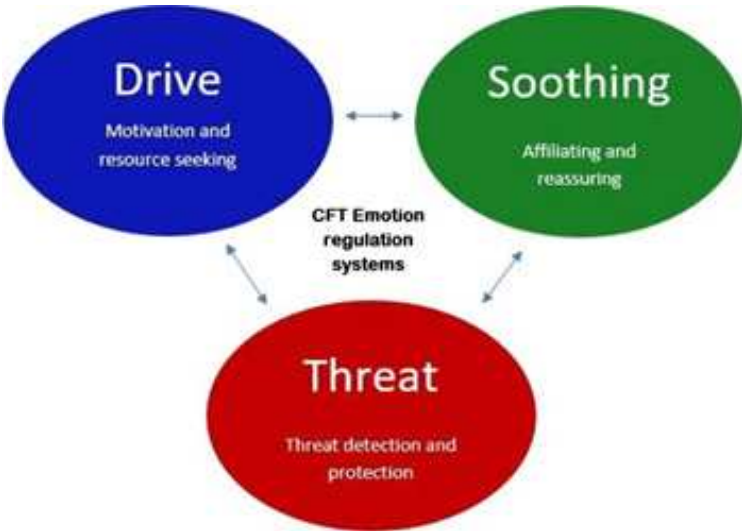 Drive
Motivation and
resource seeking
Soothing
Affiliating and
reassuring
CFT Emotion
regulation
systems
Threat
Threat detection and
protection